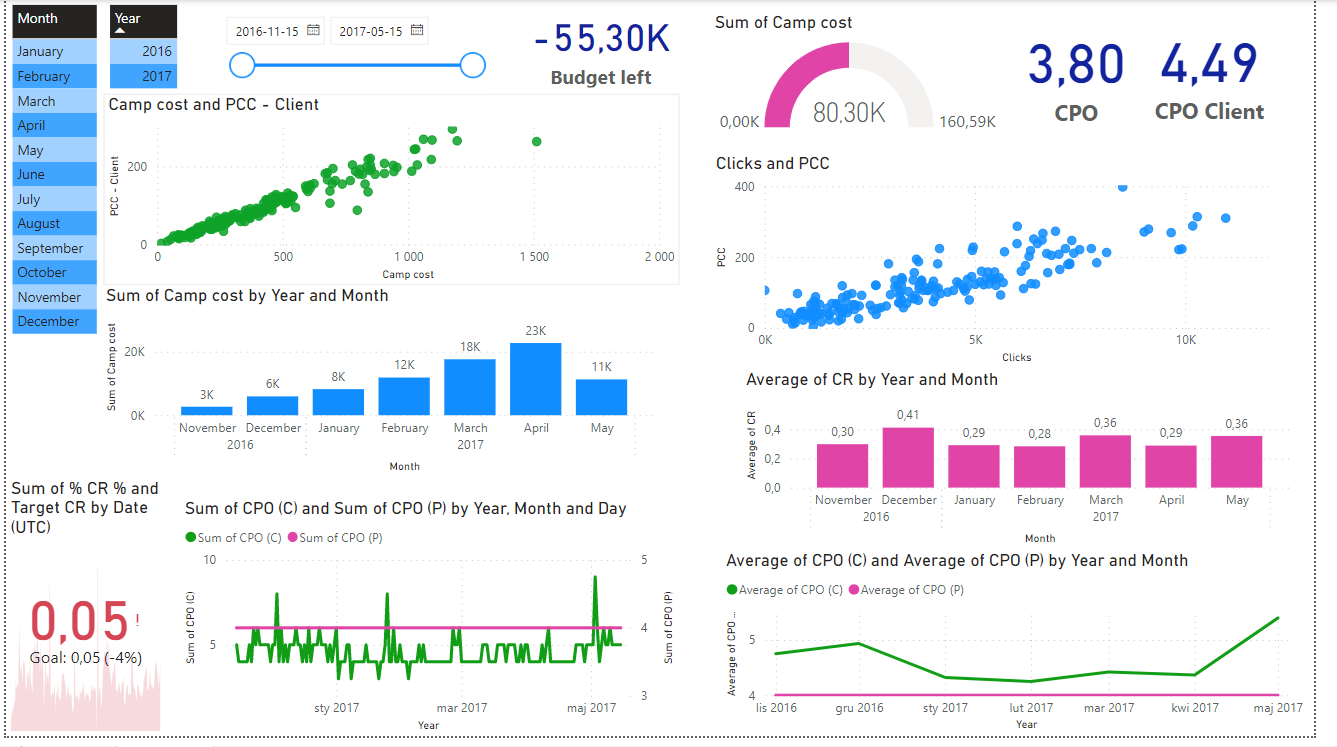 Month
January
February
March
April
May
June
July
August
September
October
November
December
Year
2016
2017
2016-11-15
2017-05-15
-55,30K
Budget left
Sum of Camp cost
0,00K
80,30K
160,59K
3,80
CPO
4,49
CPO Client
Camp cost and PCC - Client
PCC - Client
200
0
0
500
1 000
1 500
2 000
Camp cost
Clicks and PCC
PCC
400
200
0
0K
5K
10K
Clicks
Sum of Camp cost by Year and Month
Sum of Camp cost
20K
0K
3K
6K
8K
12K
18K
23K
11K
November
December
January
February
March
April
May
2016
2017
Month
Average of CR by Year and Month
Average of CR
0,4
0,2
0,0
0,30
0,41
0,29
0,28
0,36
0,29
0,36
November
December
January
February
March
April
May
2016
2017
Month
Sum of % CR % and
Target CR by Date
(UTC)
0,05!
Goal: 0,05 (-4%)
Sum of CPO (C) and Sum of CPO (P) by Year, Month and Day
Sum of CPO (C)
Sum of CPO (P)
Sum of CPO (C)
10
5
5
4
3
Sum of CPO (P)
sty 2017
mar 2017
maj 2017
Year
Average of CPO (C) and Average of CPO (P) by Year and Month
Average of CPO (C)
Average of CPO (P)
Average of CPO ...
5
4
lis 2016
gru 2016
sty 2017
lut 2017
mar 2017
kwi 2017
maj 2017
Year